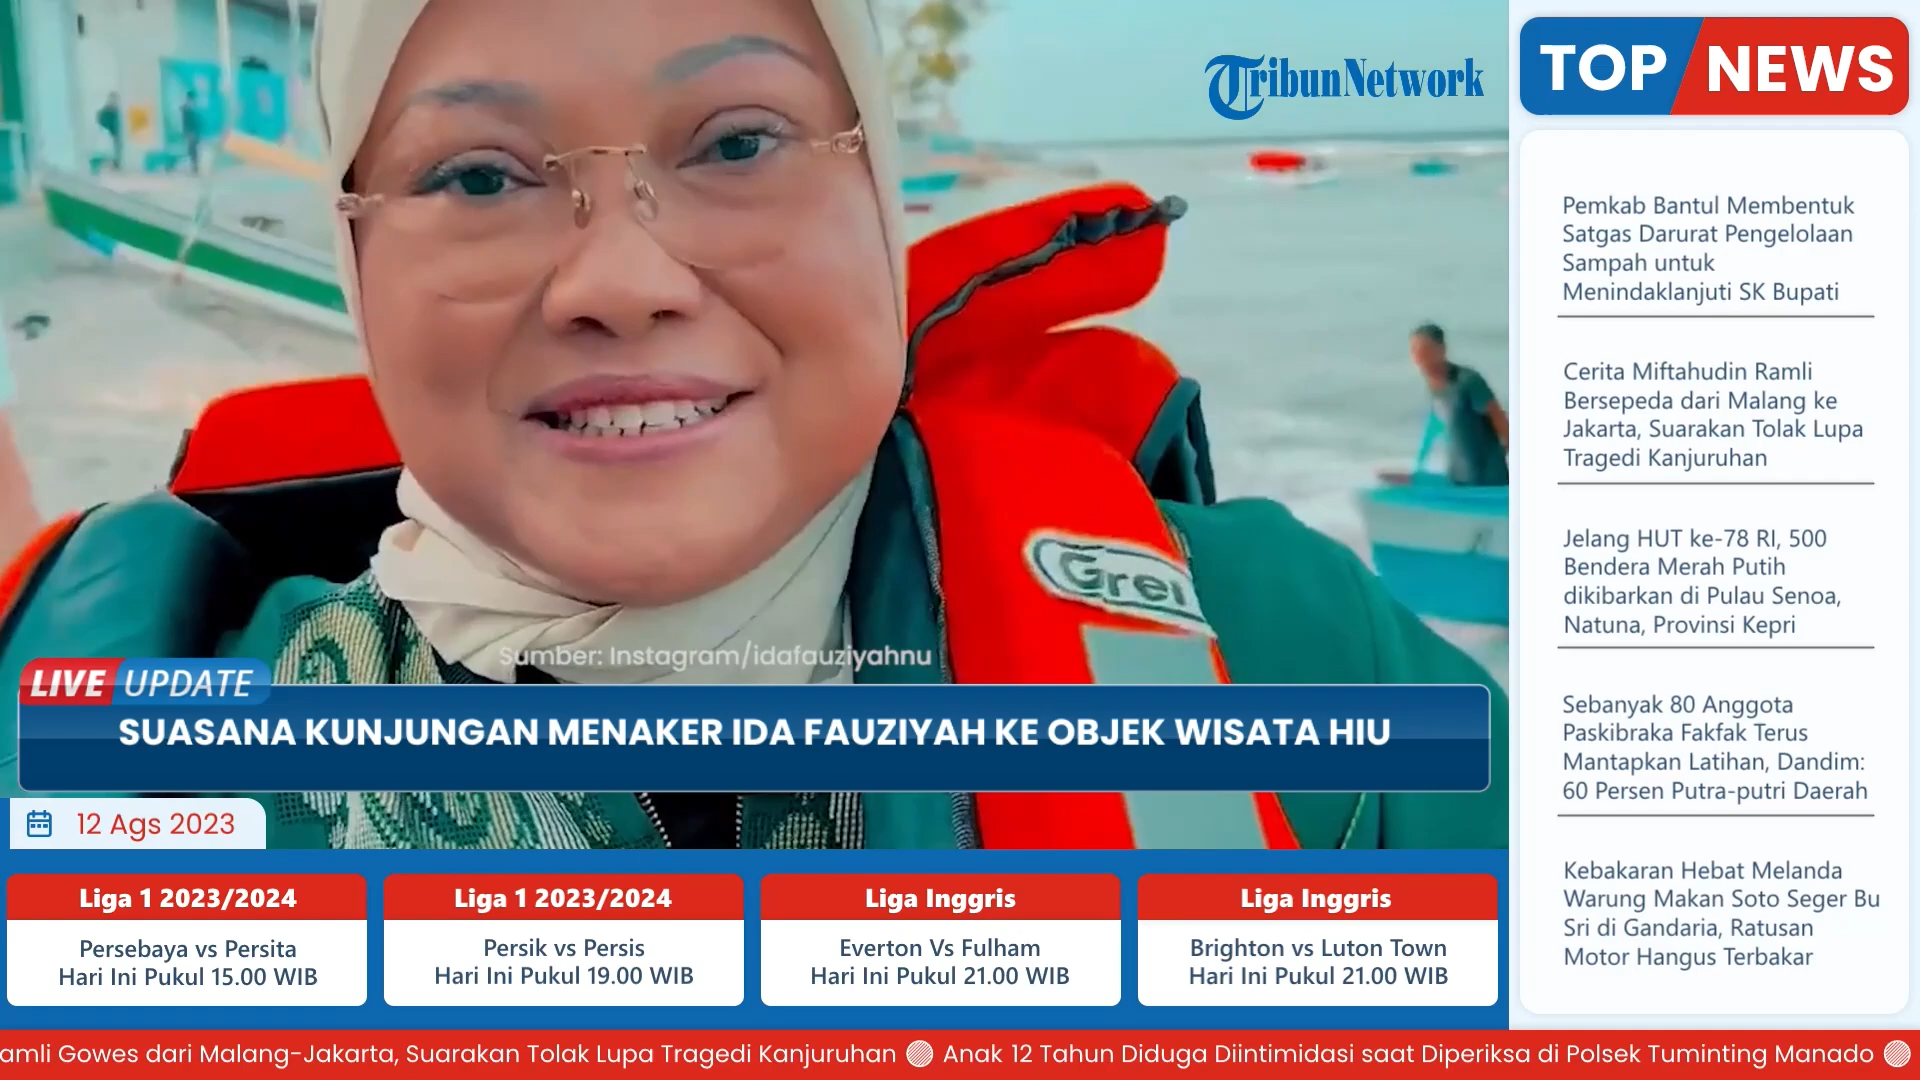 TribunNetwork
TOP NEWS
Pemkab Bantul Membentuk
Satgas Darurat Pengelolaan
Sampah untuk
Menindaklanjuti SK Bupati
Cerita Miftahudin Ramli
Bersepeda dari Malang ke
Jakarta, Suarakan Tolak Lupa
Tragedi Kanjuruhan
Jelang HUT ke-78 RI, 500
Bendera Merah Putih
dikibarkan di Pulau Senoa,
Natuna, Provinsi Kepri
Sebanyak 80 Anggota
Paskibraka Fakfak Terus
Mantapkan Latihan, Dandim:
60 Persen Putra-putri Daerah
Kebakaran Hebat Melanda
Warung Makan Soto Seger Bu
Sri di Gandaria, Ratusan
Motor Hangus Terbakar
Sumber: Instagram/idafauziyahnu
LIVE UPDATE
SUASANA KUNJUNGAN MENAKER IDA FAUZIYAH KE OBJEK WISATA HIU
12 Ags 2023
Liga 1 2023/2024
Persebaya vs Persita
Hari Ini Pukul 15.00 WIB
Liga 1 2023/2024
Persik vs Persis
Hari Ini Pukul 19.00 WIB
Liga Inggris
Everton Vs Fulham
Hari Ini Pukul 21.00 WIB
Liga Inggris
Brighton vs Luton Town
Hari Ini Pukul 21.00 WIB
amli Gowes dari Malang-Jakarta, Suarakan Tolak Lupa Tragedi Kanjuruhan Anak 12 Tahun Diduga Diintimidasi saat Diperiksa di Polsek Tuminting Manado